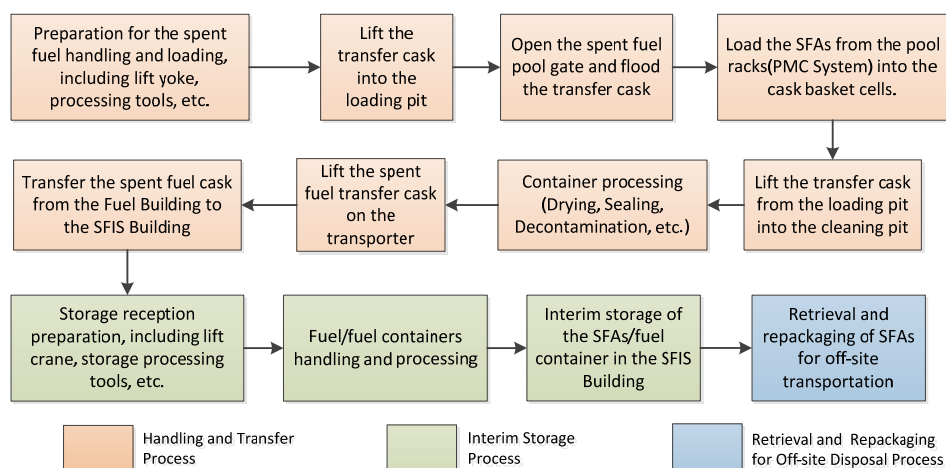 Preparation for the spent
fuel handling and loading,
including lift yoke,
processing tools, etc.
Lift the
transfer cask
into the
loading pit
Open the spent fuel
pool gate and flood
the transfer cask
Load the SFAs from the pool
racks(PMC System) into the
cask basket cells.
Lift the transfer cask
from the loading pit
into the cleaning pit
Container processing
(Drying, Sealing,
Decontamination, etc.)
Lift the spent
fuel transfer cask
on the
transporter
Transfer the spent fuel cask
from the Fuel Building to
the SFIS Building
Storage reception
preparation, including lift
crane, storage processing
tools, etc.
Fuel/fuel containers
handling and processing
Interim storage of
the SFAs/fuel
container in the SFIS
Building
Retrieval and
repackaging of SFAs
for off-site
transportation
Handling and Transfer
Process
Interim Storage
Process
Retrieval and Repackaging
for Off-site Disposal Process